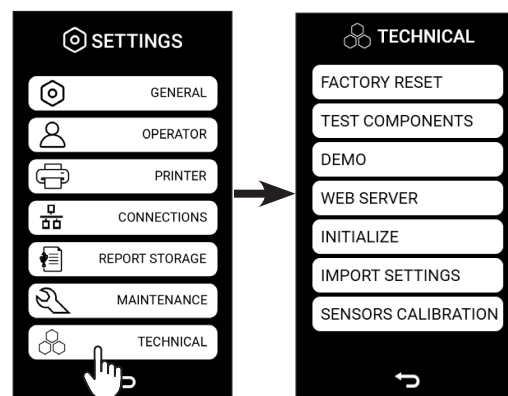 SETTINGS
GENERAL
OPERATOR
PRINTER
CONNECTIONS
REPORT STORAGE
MAINTENANCE
TECHNICAL
TECHNICAL
FACTORY RESET
TEST COMPONENTS
DEMO
WEB SERVER
INITIALIZE
IMPORT SETTINGS
SENSORS CALIBRATION